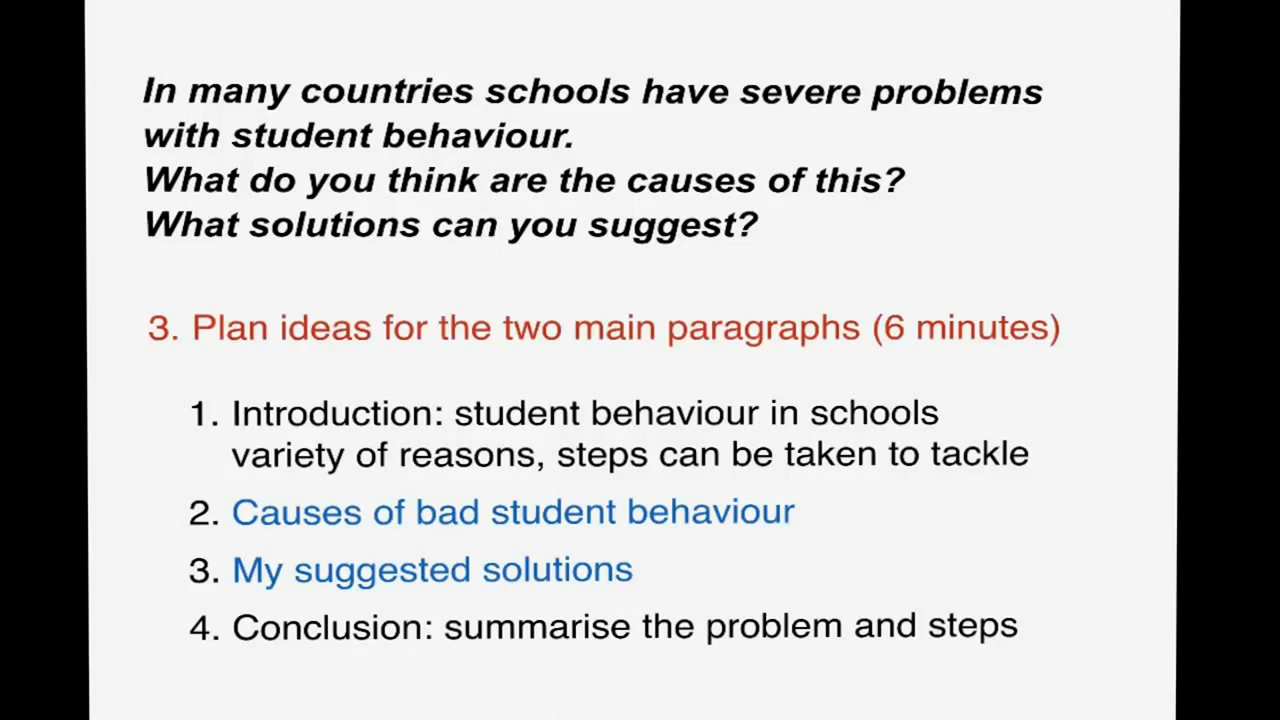 In many countries schools have severe problems
with student behaviour.
What do you think are the causes of this?
What solutions can you suggest?
3. Plan ideas for the two main paragraphs (6 minutes)
1. Introduction: student behaviour in schools
variety of reasons, steps can be taken to tackle
2. Causes of bad student behaviour
3. My suggested solutions
4. Conclusion: summarise the problem and steps